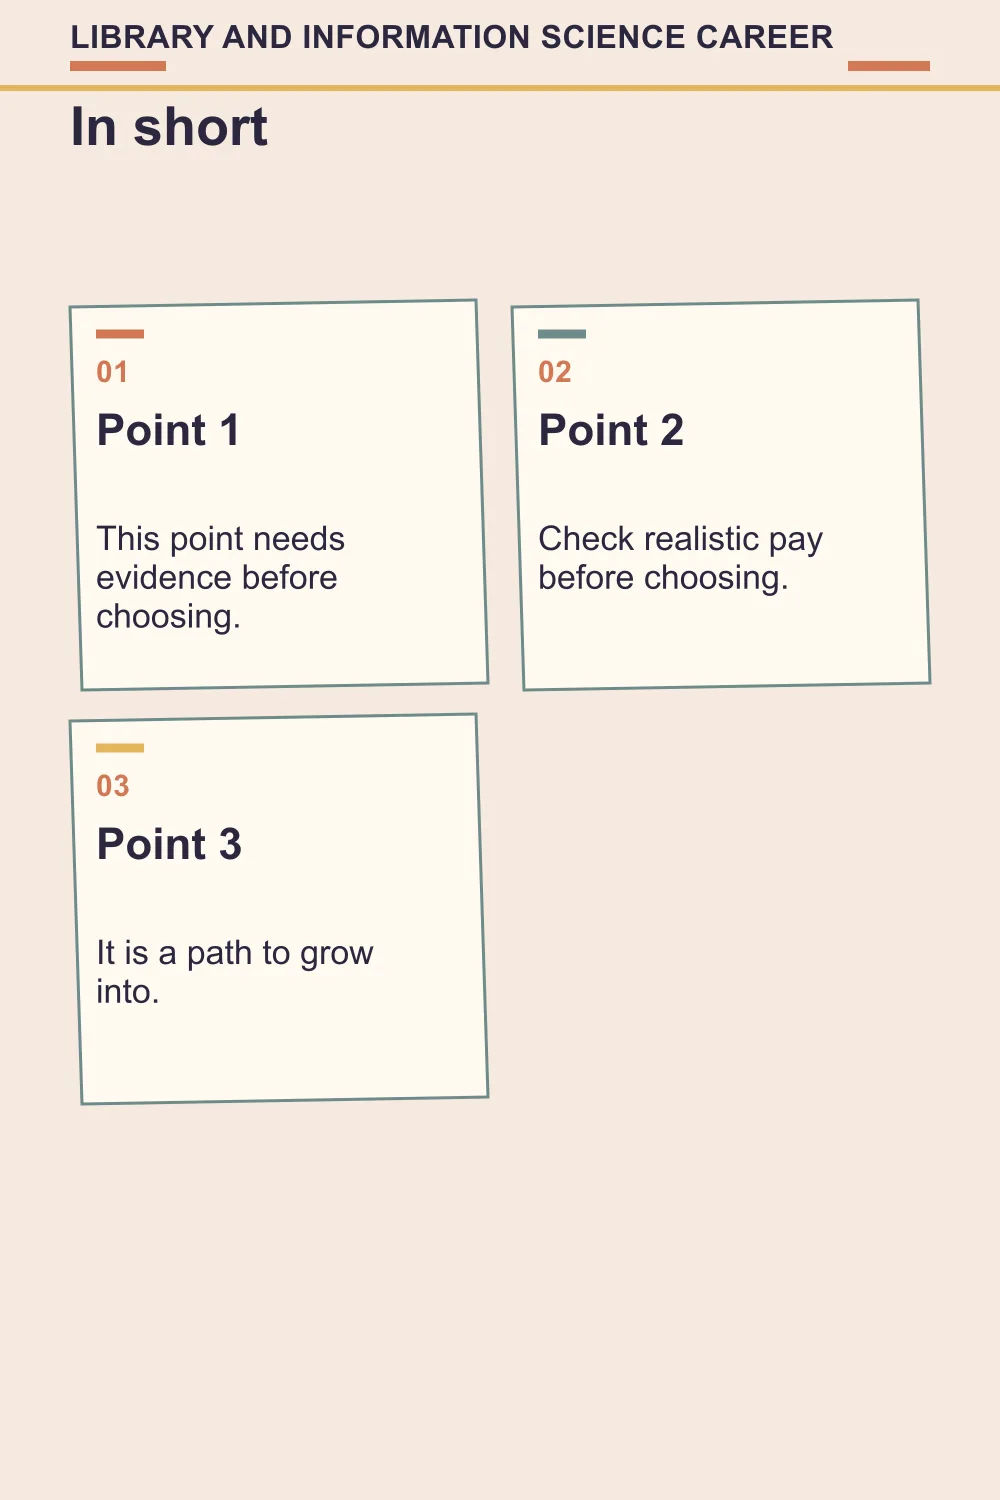 LIBRARY AND INFORMATION SCIENCE CAREER
In short
01
Point 1
This point needs
evidence before
choosing.
02
Point 2
Check realistic pay
before choosing.
03
Point 3
It is a path to grow
into.